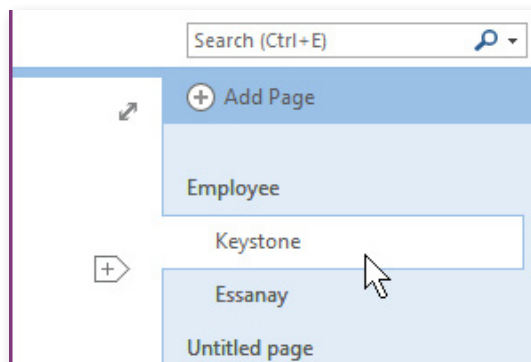 Search (Ctrl+E)
Add Page
Employee
Keystone
Essanay
Untitled page